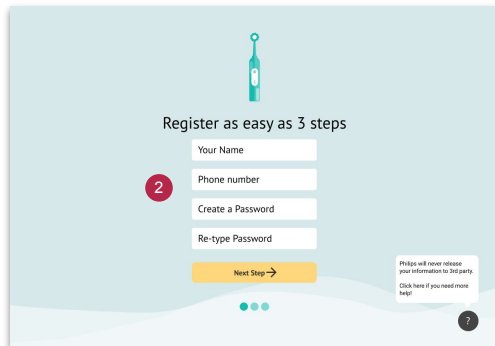 Register as easy as 3 steps
Your Name
2
Phone number
Create a Password
Re-type Password
Next Step
Philips will never release
your information to 3rd party.
Click here if you need more
help!
?